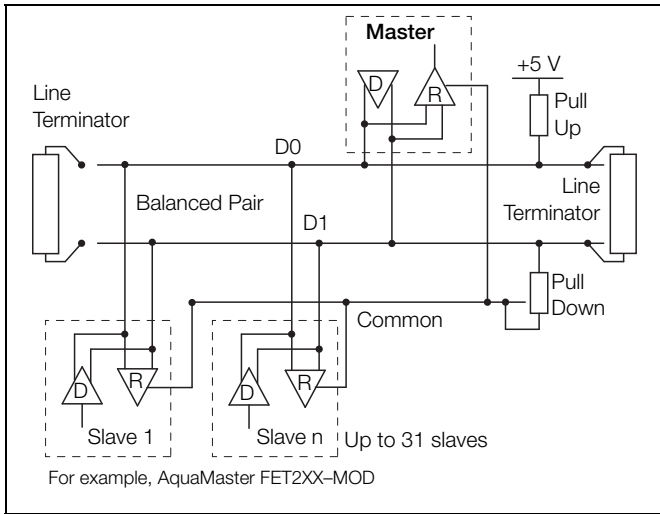 Master
+5 V
Line
Terminator
D
R
Pull
Up
D0
Balanced Pair
Line
Terminator
D1
Pull
Down
Common
D
R
D
R
Slave 1
Slave n
Up to 31 slaves
For example, AquaMaster FET2XX–MOD